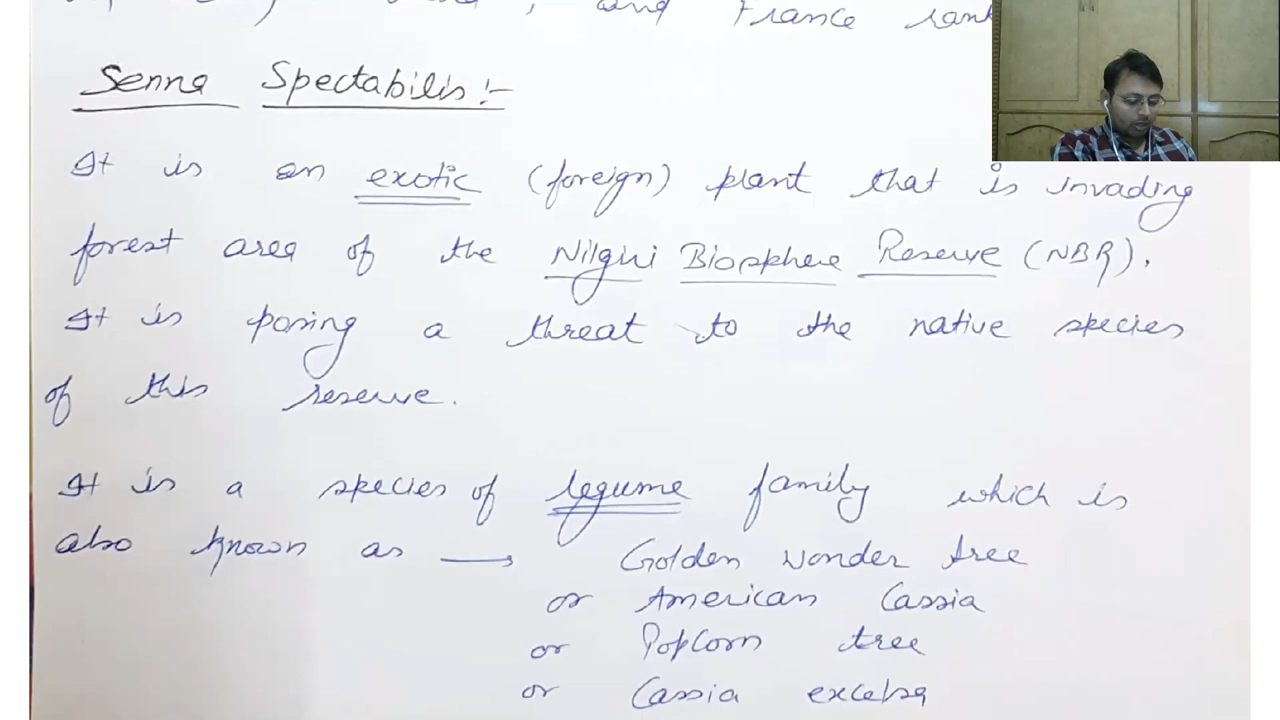 and France rank
Senna Spectabilis:-
It is an exotic (foreign) plant that is invading
forest area of the Nilgiri Biosphere Reserve (NBR).
It is posing a threat to the native species
of this reserve.
It is a species of legume family which is
also known as → Golden wonder tree
or American Cassia
or Popcorn tree
or Cassia excelsa